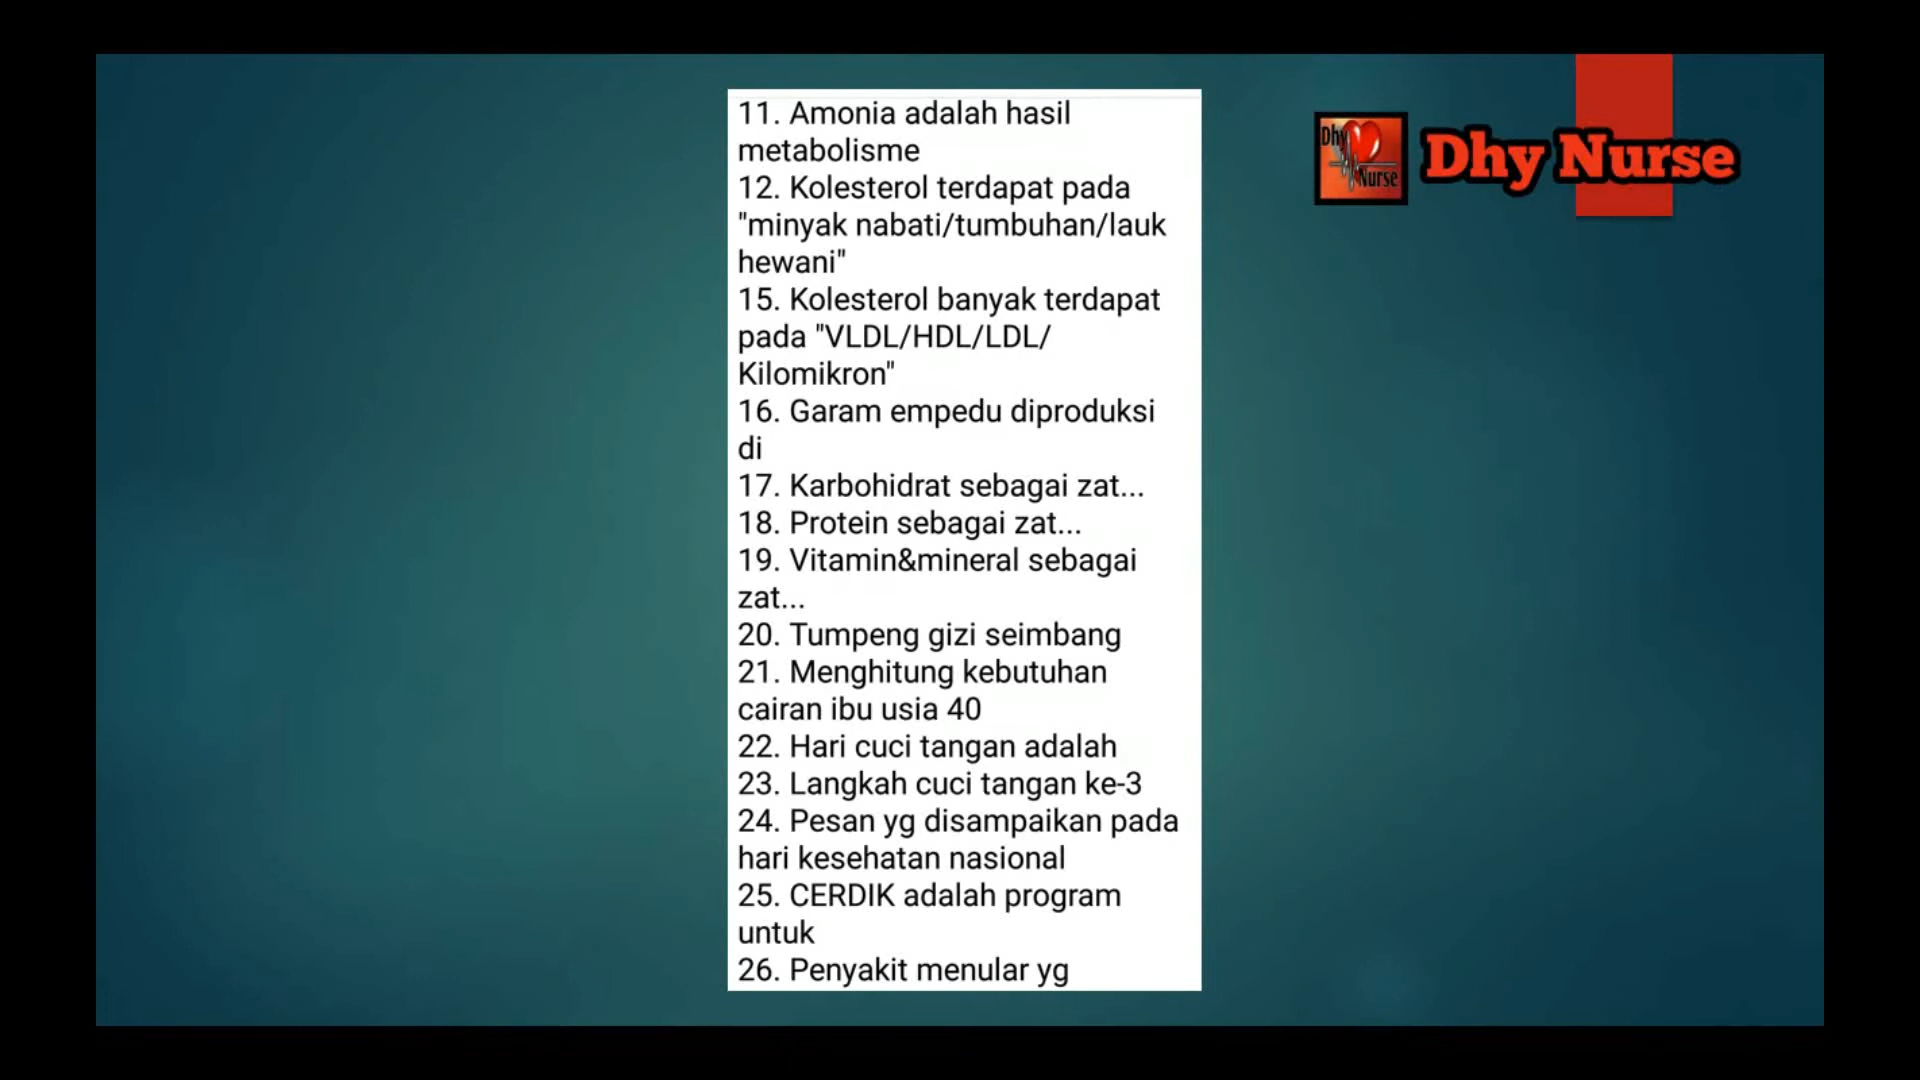 11. Amonia adalah hasil
metabolisme
12. Kolesterol terdapat pada
"minyak nabati/tumbuhan/lauk
hewani"
15. Kolesterol banyak terdapat
pada "VLDL/HDL/LDL/
Kilomikron"
16. Garam empedu diproduksi
di
17. Karbohidrat sebagai zat...
18. Protein sebagai zat...
19. Vitamin&mineral sebagai
zat...
20. Tumpeng gizi seimbang
21. Menghitung kebutuhan
cairan ibu usia 40
22. Hari cuci tangan adalah
23. Langkah cuci tangan ke-3
24. Pesan yg disampaikan pada
hari kesehatan nasional
25. CERDIK adalah program
untuk
26. Penyakit menular yg
Dhy
Nurse
Dhy Nurse